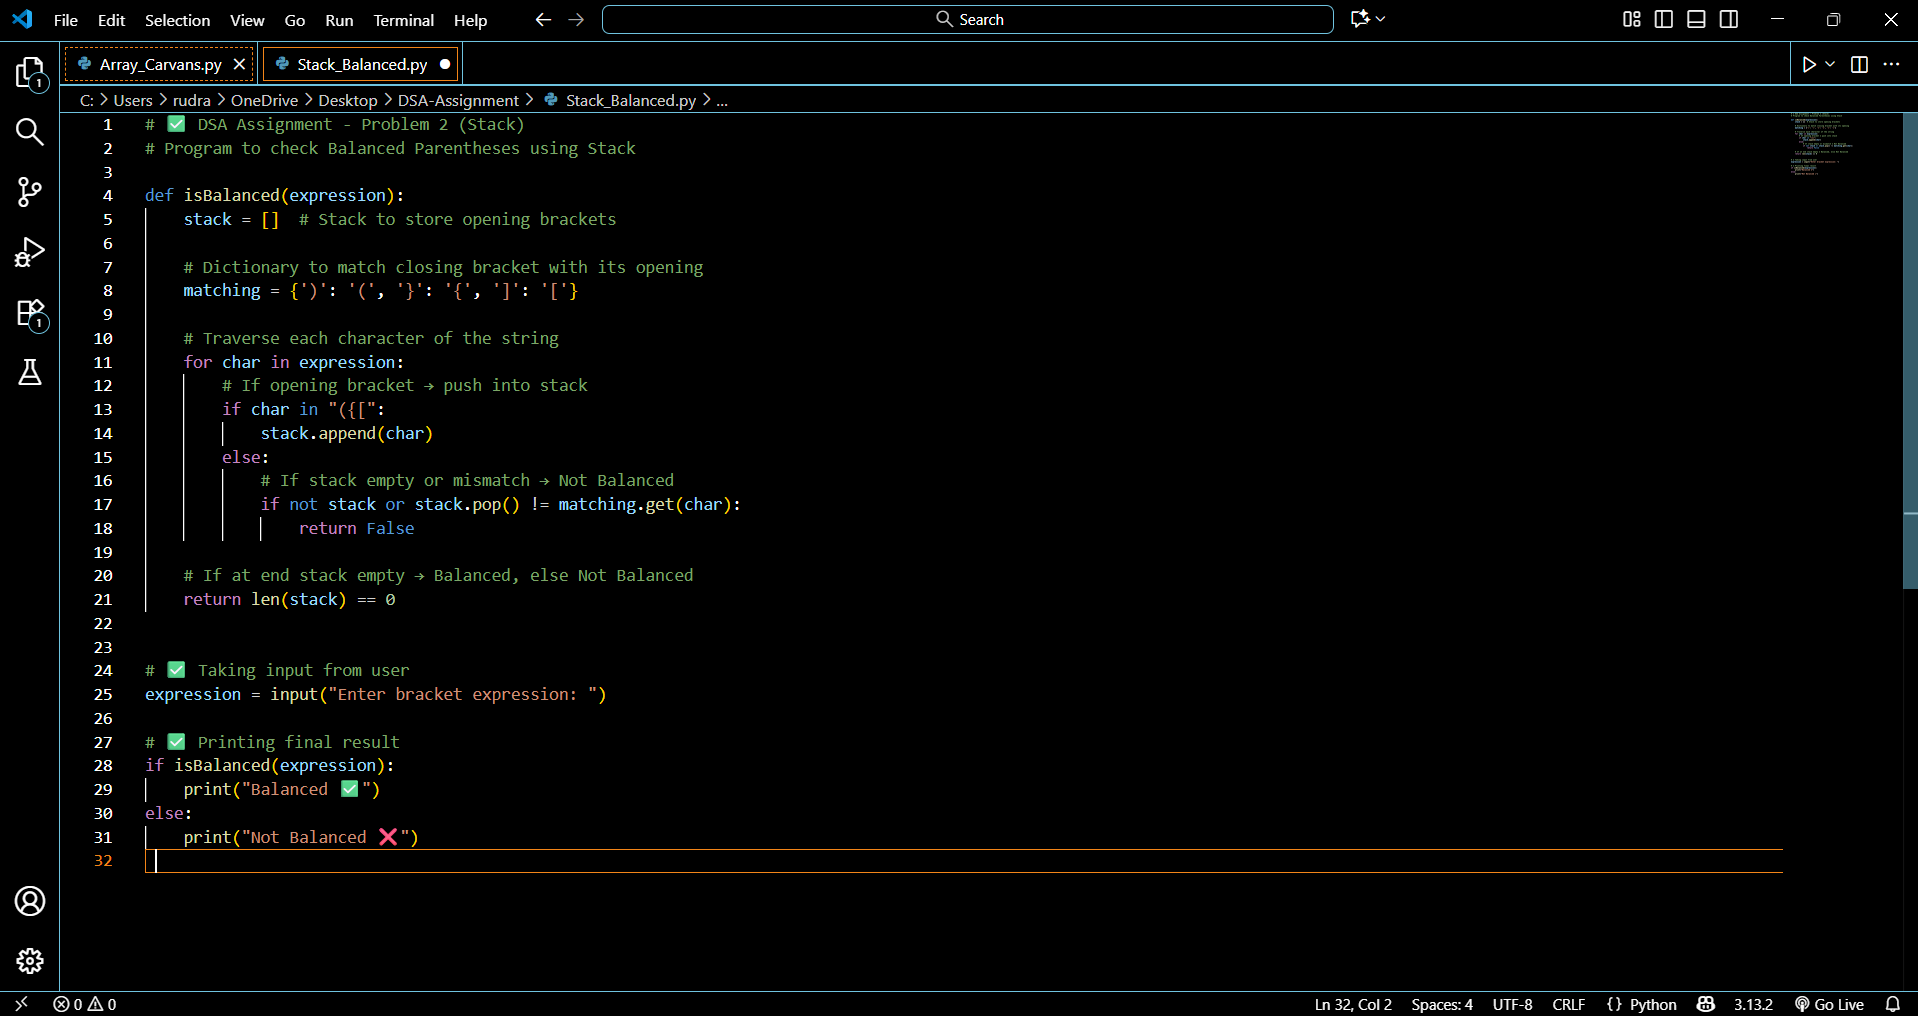 File Edit Selection View Go Run Terminal Help Search
Array_Carvans.py Stack_Balanced.py
1
C: > Users > rudra > OneDrive > Desktop > DSA-Assignment > Stack_Balanced.py > ...
1 # ✅ DSA Assignment - Problem 2 (Stack)
2 # Program to check Balanced Parentheses using Stack
3
4 def isBalanced(expression):
5 stack = [] # Stack to store opening brackets
6
7 # Dictionary to match closing bracket with its opening
8 matching = {')': '(', '}': '{', ']': '['}
9
10 # Traverse each character of the string
11 for char in expression:
12 # If opening bracket → push into stack
13 if char in "({[":
14 stack.append(char)
15 else:
16 # If stack empty or mismatch → Not Balanced
17 if not stack or stack.pop() != matching.get(char):
18 return False
19
20 # If at end stack empty → Balanced, else Not Balanced
21 return len(stack) == 0
22
23
24 # ✅ Taking input from user
25 expression = input("Enter bracket expression: ")
26
27 # ✅ Printing final result
28 if isBalanced(expression):
29 print("Balanced ✅")
30 else:
31 print("Not Balanced ❌")
32
1
0 0 Ln 32, Col 2 Spaces: 4 UTF-8 CRLF {} Python 3.13.2 Go Live